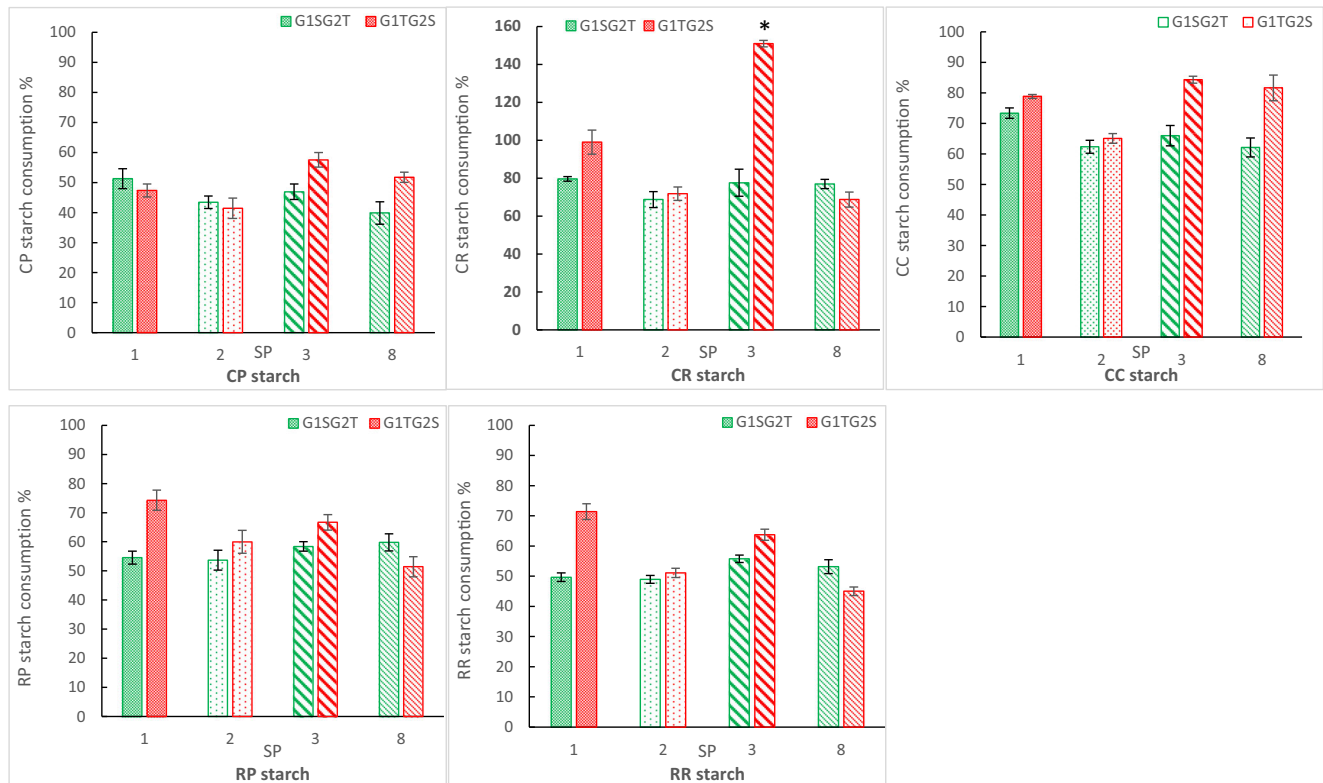 G1SG2T G1TG2S
CP starch consumption %
100
90
80
70
60
50
40
30
20
10
0
1 2 SP 3 8
CP starch
G1SG2T G1TG2S
CR starch consumption %
160
140
120
100
80
60
40
20
0
*
1 2 SP 3 8
CR starch
G1SG2T G1TG2S
CC starch consumption %
100
90
80
70
60
50
40
30
20
10
0
1 2 SP 3 8
CC starch
G1SG2T G1TG2S
RP starch consumption %
100
90
80
70
60
50
40
30
20
10
0
1 2 SP 3 8
RP starch
G1SG2T G1TG2S
RR starch consumption %
100
90
80
70
60
50
40
30
20
10
0
1 2 SP 3 8
RR starch